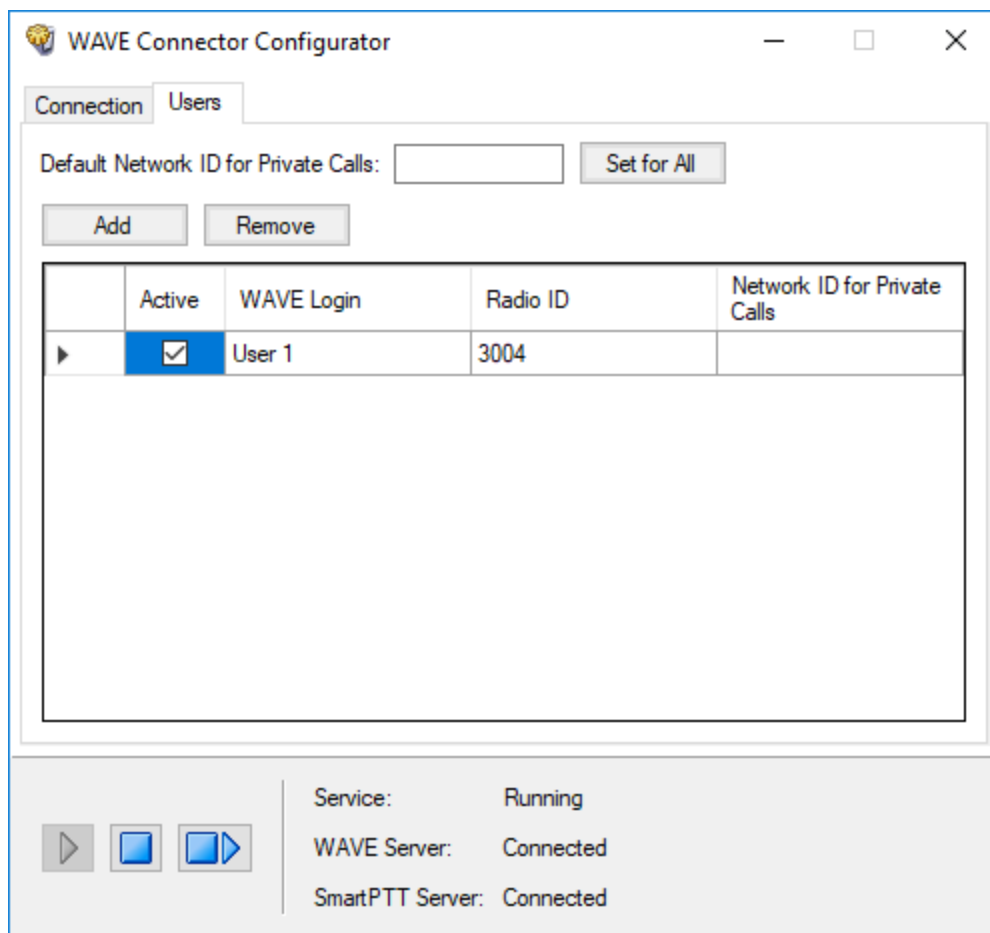 WAVE Connector Configurator
Connection Users
Default Network ID for Private Calls: Set for All
Add Remove
Active WAVE Login Radio ID Network ID for Private
Calls
User 1 3004
Service: Running
WAVE Server: Connected
SmartPTT Server: Connected